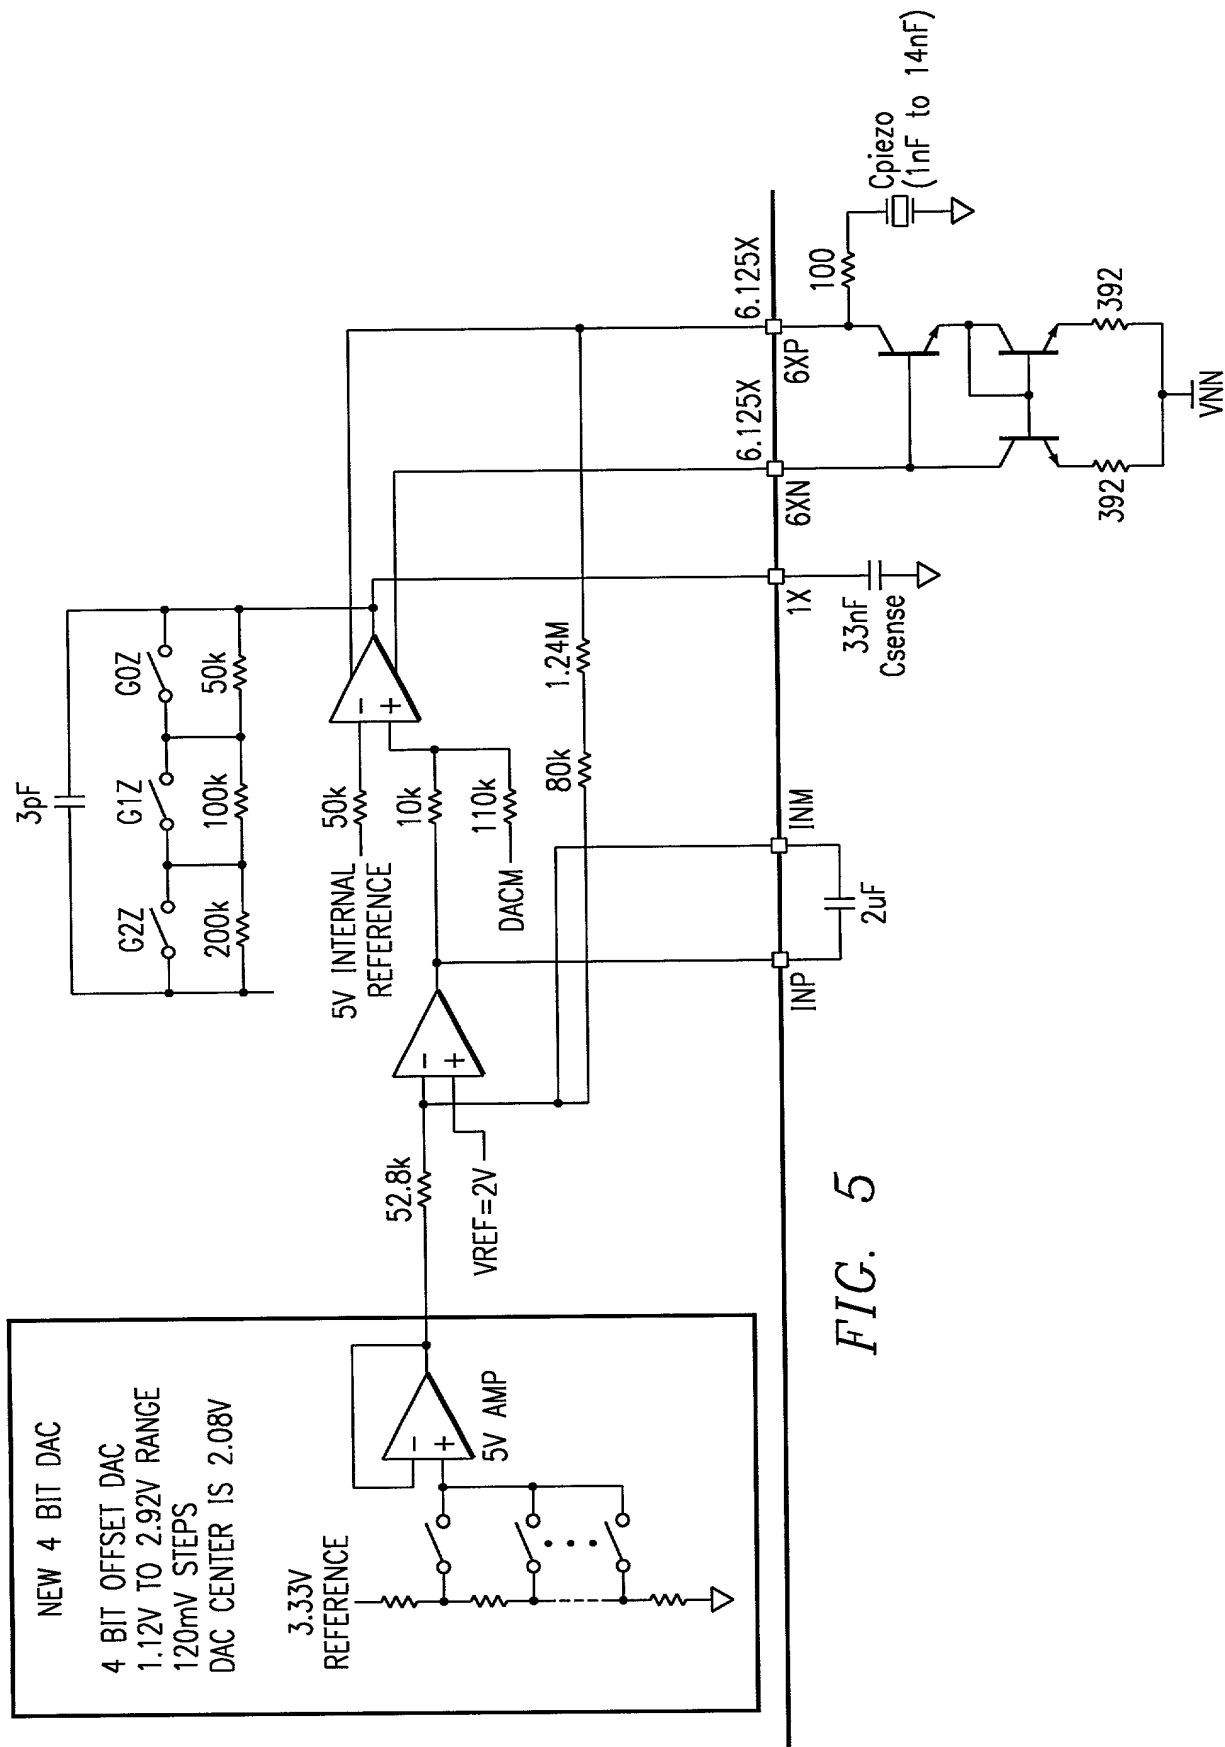 NEW 4 BIT DAC
4 BIT OFFSET DAC
1.12V TO 2.92V RANGE
120mV STEPS
DAC CENTER IS 2.08V
3.33V
REFERENCE
5V AMP
-
+
52.8k
VREF=2V
-
+
3pF
G2Z
G1Z
G0Z
200k
100k
50k
5V INTERNAL
REFERENCE
50k
10k
110k
DACM
-
+
80k
1.24M
INP
INM
2uF
1X
33nF
Csense
6XN
6.125X
6XP
6.125X
100
Cpiezo
(1nF to 14nF)
392
392
VNN
FIG. 5